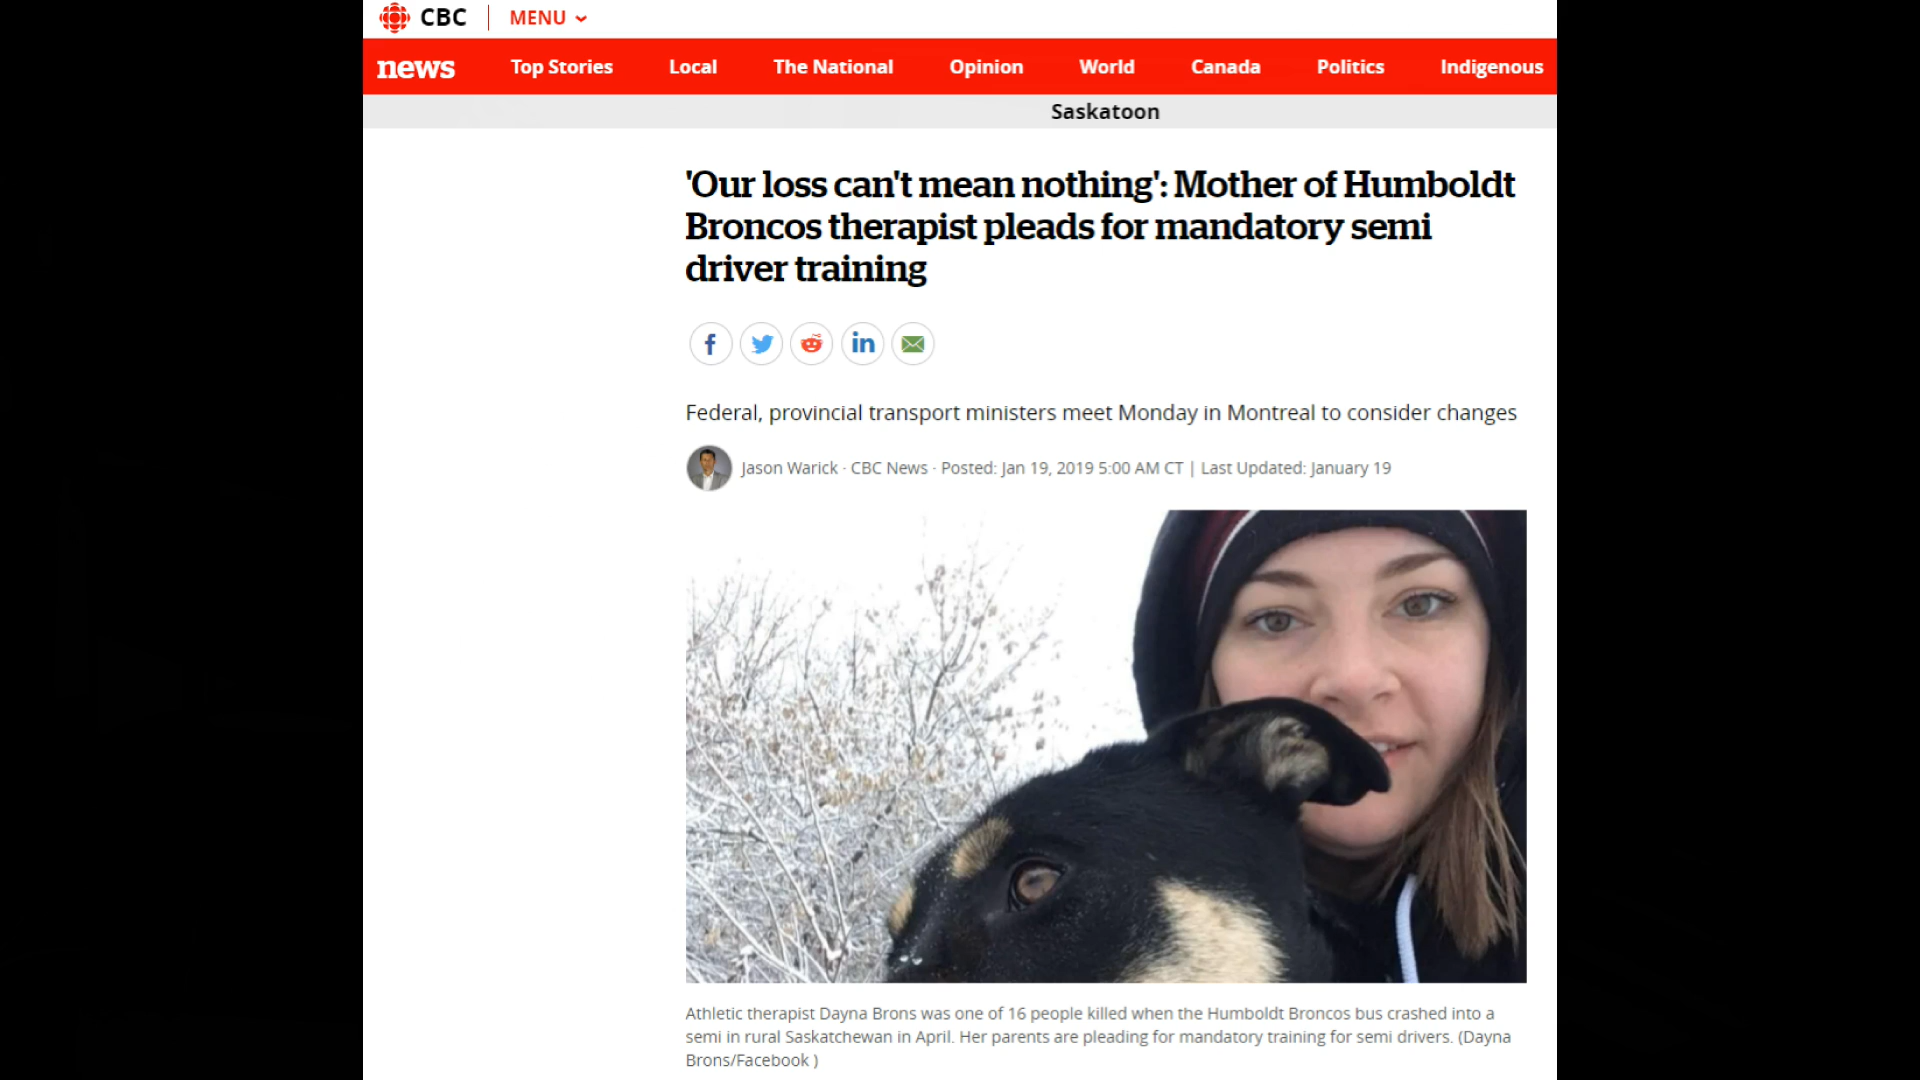 CBC MENU
news Top Stories Local The National Opinion World Canada Politics Indigenous
Saskatoon
'Our loss can't mean nothing': Mother of Humboldt
Broncos therapist pleads for mandatory semi
driver training
Federal, provincial transport ministers meet Monday in Montreal to consider changes
Jason Warick · CBC News · Posted: Jan 19, 2019 5:00 AM CT | Last Updated: January 19
Athletic therapist Dayna Brons was one of 16 people killed when the Humboldt Broncos bus crashed into a
semi in rural Saskatchewan in April. Her parents are pleading for mandatory training for semi drivers. (Dayna
Brons/Facebook )